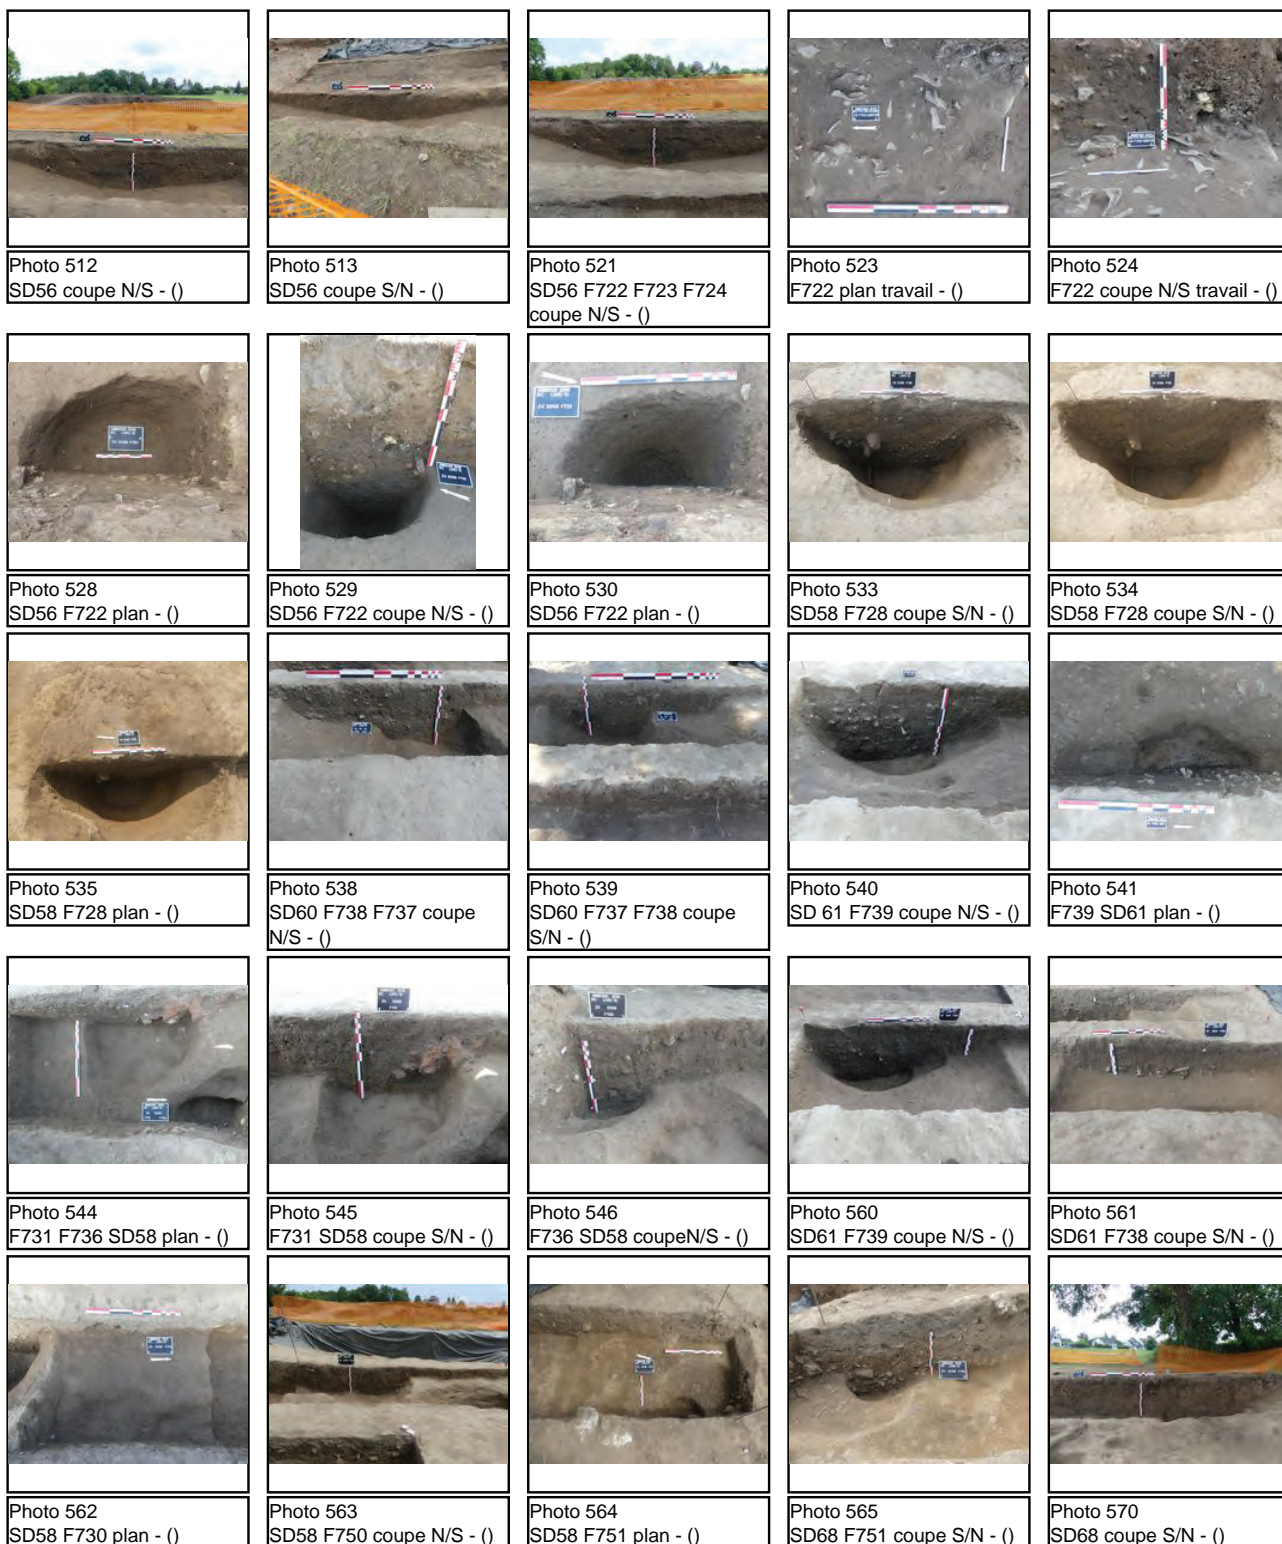 Photo 512
SD56 coupe N/S - ()
Photo 513
SD56 coupe S/N - ()
Photo 521
SD56 F722 F723 F724
coupe N/S - ()
Photo 523
F722 plan travail - ()
Photo 524
F722 coupe N/S travail - ()
Photo 528
SD56 F722 plan - ()
Photo 529
SD56 F722 coupe N/S - ()
Photo 530
SD56 F722 plan - ()
Photo 533
SD58 F728 coupe S/N - ()
Photo 534
SD58 F728 coupe S/N - ()
Photo 535
SD58 F728 plan - ()
Photo 538
SD60 F738 F737 coupe
N/S - ()
Photo 539
SD60 F737 F738 coupe
S/N - ()
Photo 540
SD 61 F739 coupe N/S - ()
Photo 541
F739 SD61 plan - ()
Photo 544
F731 F736 SD58 plan - ()
Photo 545
F731 SD58 coupe S/N - ()
Photo 546
F736 SD58 coupeN/S - ()
Photo 560
SD61 F739 coupe N/S - ()
Photo 561
SD61 F738 coupe S/N - ()
Photo 562
SD58 F730 plan - ()
Photo 563
SD58 F750 coupe N/S - ()
Photo 564
SD58 F751 plan - ()
Photo 565
SD68 F751 coupe S/N - ()
Photo 570
SD68 coupe S/N - ()